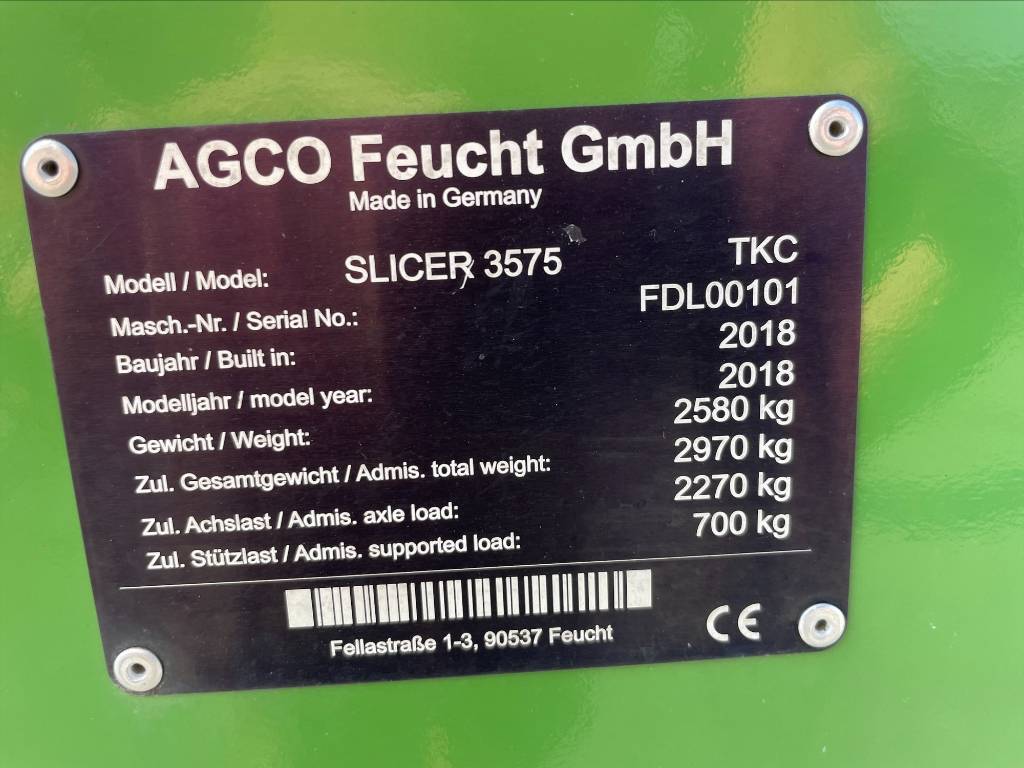 AGCO Feucht GmbH
Made in Germany
Modell / Model: SLICER 3575 TKC
Masch.-Nr. / Serial No.: FDL00101
Baujahr / Built in: 2018
Modelljahr / model year: 2018
Gewicht / Weight: 2580 kg
Zul. Gesamtgewicht / Admis. total weight: 2970 kg
Zul. Achslast / Admis. axle load: 2270 kg
Zul. Stützlast / Admis. supported load: 700 kg
Fellastraße 1-3, 90537 Feucht
CE